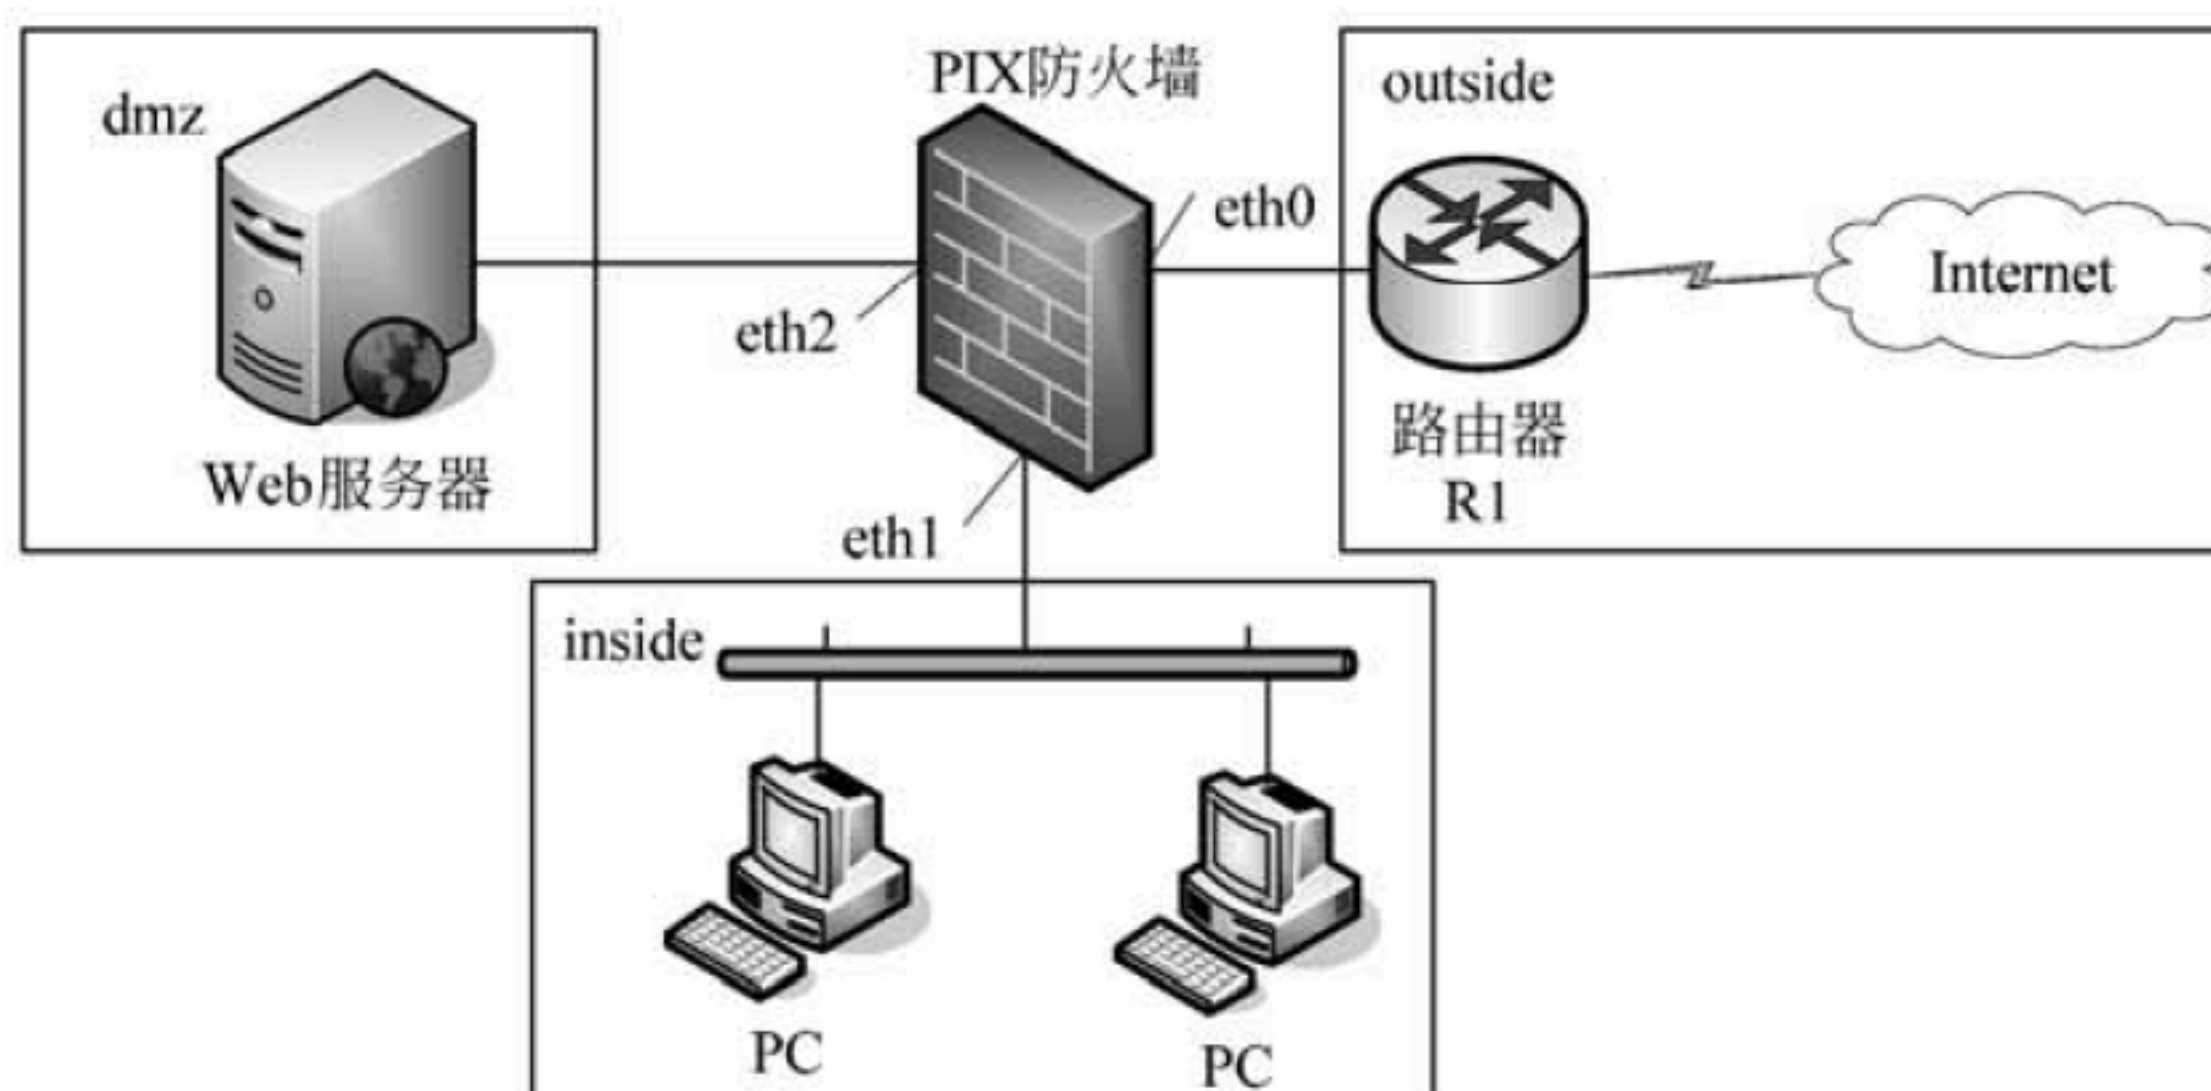 dmz
Web服务器
PIX防火墙
eth0
eth2
eth1
outside
路由器
R1
Internet
inside
PC
PC